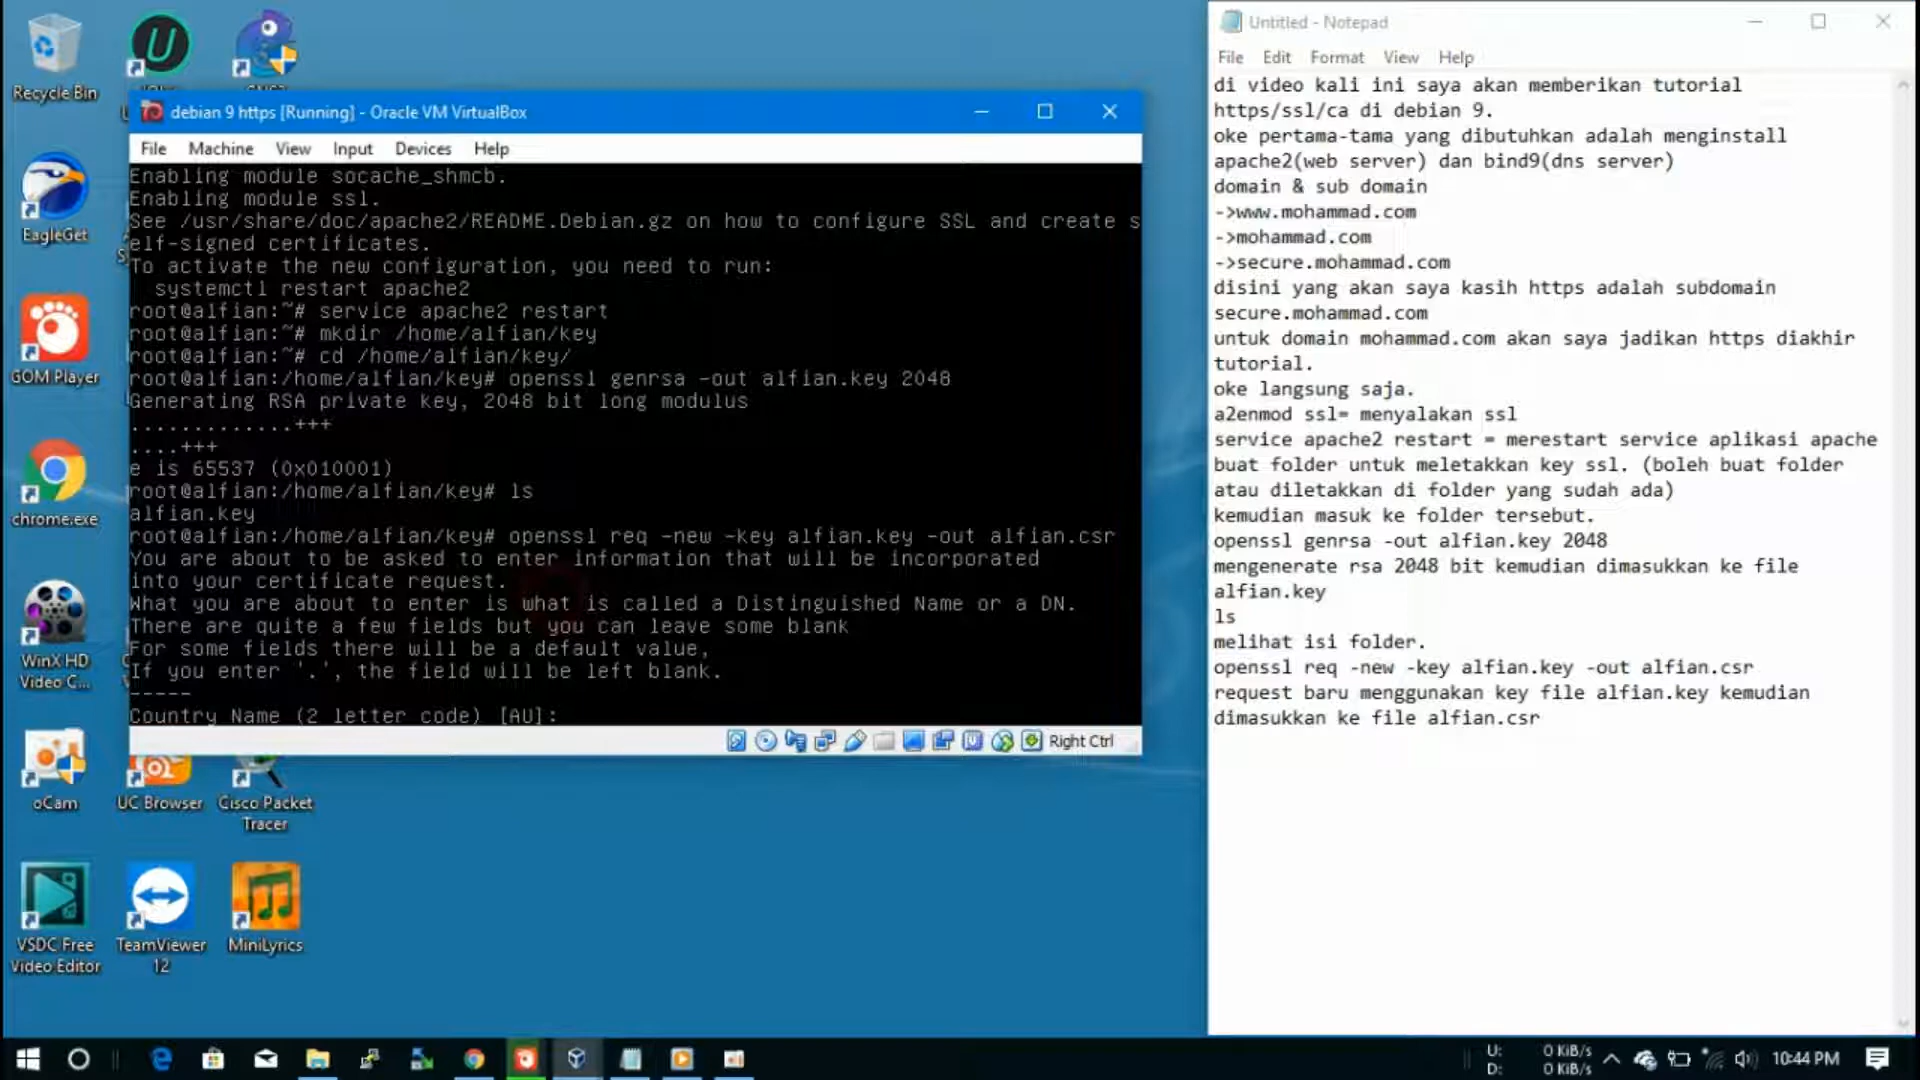 Recycle Bin
EagleGet
GOM Player
chrome.exe
WinX HD
Video C...
oCam
UC Browser
Cisco Packet
Tracer
VSDC Free
Video Editor
TeamViewer
12
MiniLyrics
debian 9 https [Running] - Oracle VM VirtualBox
File Machine View Input Devices Help
Enabling module socache_shmcb.
Enabling module ssl.
See /usr/share/doc/apache2/README.Debian.gz on how to configure SSL and create s
elf-signed certificates.
To activate the new configuration, you need to run:
systemctl restart apache2
root@alfian:~# service apache2 restart
root@alfian:~# mkdir /home/alfian/key
root@alfian:~# cd /home/alfian/key/
root@alfian:/home/alfian/key# openssl genrsa -out alfian.key 2048
Generating RSA private key, 2048 bit long modulus
.............+++
....+++
e is 65537 (0x010001)
root@alfian:/home/alfian/key# ls
alfian.key
root@alfian:/home/alfian/key# openssl req -new -key alfian.key -out alfian.csr
You are about to be asked to enter information that will be incorporated
into your certificate request.
What you are about to enter is what is called a Distinguished Name or a DN.
There are quite a few fields but you can leave some blank
For some fields there will be a default value,
If you enter '.', the field will be left blank.
-----
Country Name (2 letter code) [AU]:
Right Ctrl
Untitled - Notepad
File Edit Format View Help
di video kali ini saya akan memberikan tutorial
https/ssl/ca di debian 9.
oke pertama-tama yang dibutuhkan adalah menginstall
apache2(web server) dan bind9(dns server)
domain & sub domain
->www.mohammad.com
->mohammad.com
->secure.mohammad.com
disini yang akan saya kasih https adalah subdomain
secure.mohammad.com
untuk domain mohammad.com akan saya jadikan https diakhir
tutorial.
oke langsung saja.
a2enmod ssl= menyalakan ssl
service apache2 restart = merestart service aplikasi apache
buat folder untuk meletakkan key ssl. (boleh buat folder
atau diletakkan di folder yang sudah ada)
kemudian masuk ke folder tersebut.
openssl genrsa -out alfian.key 2048
mengenerate rsa 2048 bit kemudian dimasukkan ke file
alfian.key
ls
melihat isi folder.
openssl req -new -key alfian.key -out alfian.csr
request baru menggunakan key file alfian.key kemudian
dimasukkan ke file alfian.csr
U: 0 KiB/s
D: 0 KiB/s
10:44 PM